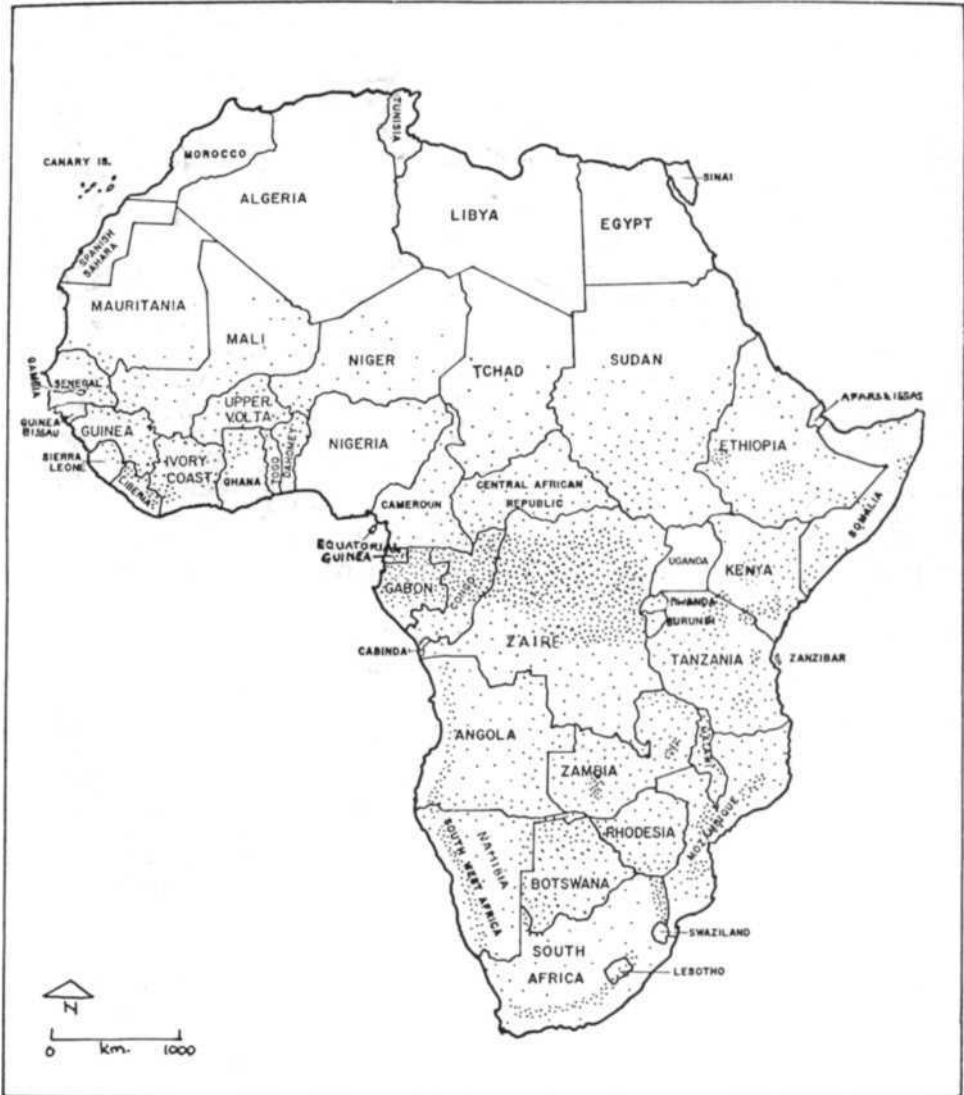 CANARY IS.
MOROCCO
TUNISIA
ALGERIA
LIBYA
EGYPT
SINAI
SPANISH
SAHARA
MAURITANIA
MALI
NIGER
TCHAD
SUDAN
GAMBIA
SENEGAL
UPPER
VOLTA
AFARS & ISSAS
GUINEA
BISSAU
GUINEA
NIGERIA
ETHIOPIA
SIERRA
LEONE
IVORY
COAST
LIBERIA
GHANA
TOGO
DAHOMEY
CAMEROUN
CENTRAL AFRICAN
REPUBLIC
SOMALIA
EQUATORIAL
GUINEA
GABON
CONGO
UGANDA
KENYA
RWANDA
BURUNDI
CABINDA
ZAIRE
TANZANIA
ZANZIBAR
ANGOLA
ZAMBIA
MALAWI
MOZAMBIQUE
NAMIBIA
SOUTH WEST AFRICA
RHODESIA
BOTSWANA
SWAZILAND
SOUTH
AFRICA
LESOTHO
N
0 km. 1000